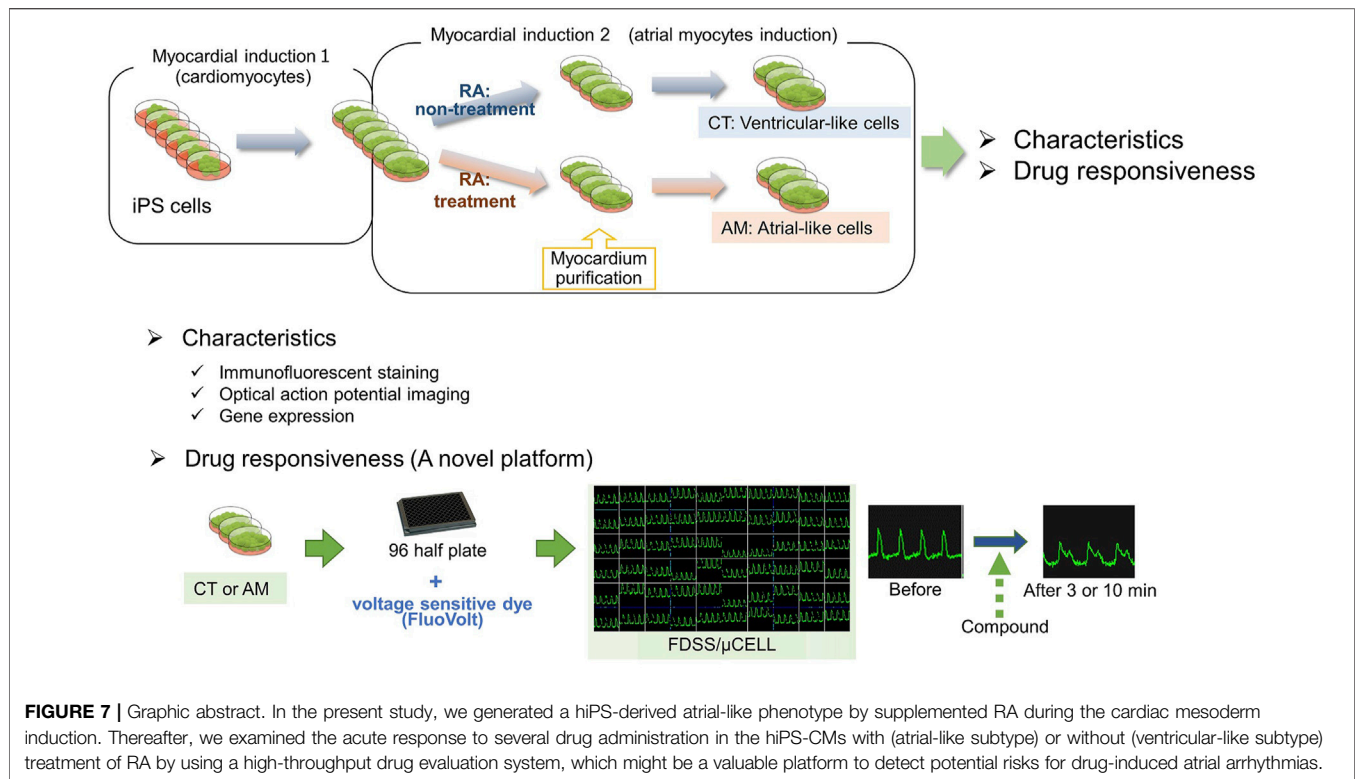 Myocardial induction 1
(cardiomyocytes)
Myocardial induction 2 (atrial myocytes induction)
iPS cells
RA:
non-treatment
RA:
treatment
Myocardium
purification
CT: Ventricular-like cells
AM: Atrial-like cells
➢ Characteristics
➢ Drug responsiveness
➢ Characteristics
✓ Immunofluorescent staining
✓ Optical action potential imaging
✓ Gene expression
➢ Drug responsiveness (A novel platform)
CT or AM
96 half plate
+
voltage sensitive dye
(FluoVolt)
FDSS/µCELL
Before
After 3 or 10 min
Compound
FIGURE 7 | Graphic abstract. In the present study, we generated a hiPS-derived atrial-like phenotype by supplemented RA during the cardiac mesoderm
induction. Thereafter, we examined the acute response to several drug administration in the hiPS-CMs with (atrial-like subtype) or without (ventricular-like subtype)
treatment of RA by using a high-throughput drug evaluation system, which might be a valuable platform to detect potential risks for drug-induced atrial arrhythmias.